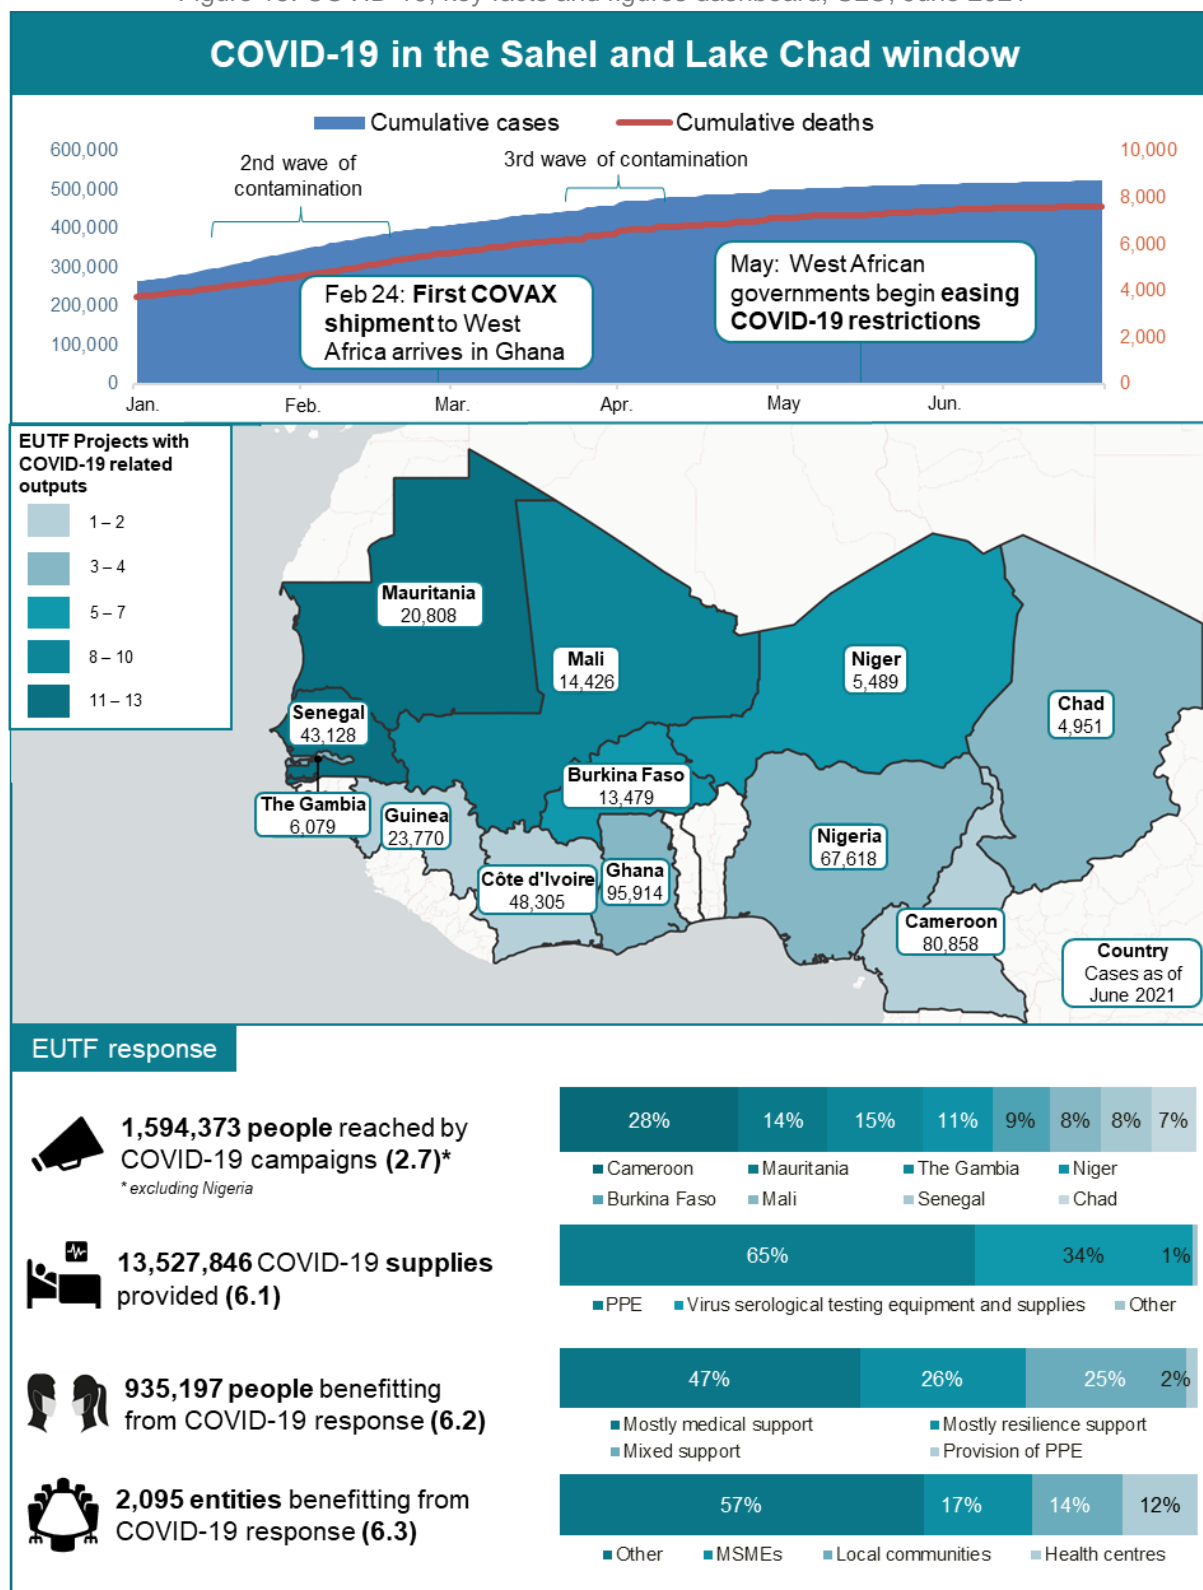 COVID-19 in the Sahel and Lake Chad window
Cumulative cases
Cumulative deaths
600,000
500,000
400,000
300,000
200,000
100,000
0
10,000
8,000
6,000
4,000
2,000
0
2nd wave of
contamination
3rd wave of contamination
Feb 24: First COVAX
shipment to West
Africa arrives in Ghana
May: West African
governments begin easing
COVID-19 restrictions
Jan.
Feb.
Mar.
Apr.
May
Jun.
EUTF Projects with
COVID-19 related
outputs
1 – 2
3 – 4
5 – 7
8 – 10
11 – 13
Mauritania
20,808
Mali
14,426
Niger
5,489
Chad
4,951
Senegal
43,128
The Gambia
6,079
Guinea
23,770
Burkina Faso
13,479
Côte d'Ivoire
48,305
Ghana
95,914
Nigeria
67,618
Cameroon
80,858
Country
Cases as of
June 2021
EUTF response
1,594,373 people reached by
COVID-19 campaigns (2.7)*
* excluding Nigeria
28% 14% 15% 11% 9% 8% 8% 7%
Cameroon Mauritania The Gambia Niger
Burkina Faso Mali Senegal Chad
13,527,846 COVID-19 supplies
provided (6.1)
65% 34% 1%
PPE Virus serological testing equipment and supplies Other
935,197 people benefitting
from COVID-19 response (6.2)
47% 26% 25% 2%
Mostly medical support Mostly resilience support
Mixed support Provision of PPE
2,095 entities benefitting from
COVID-19 response (6.3)
57% 17% 14% 12%
Other MSMEs Local communities Health centres